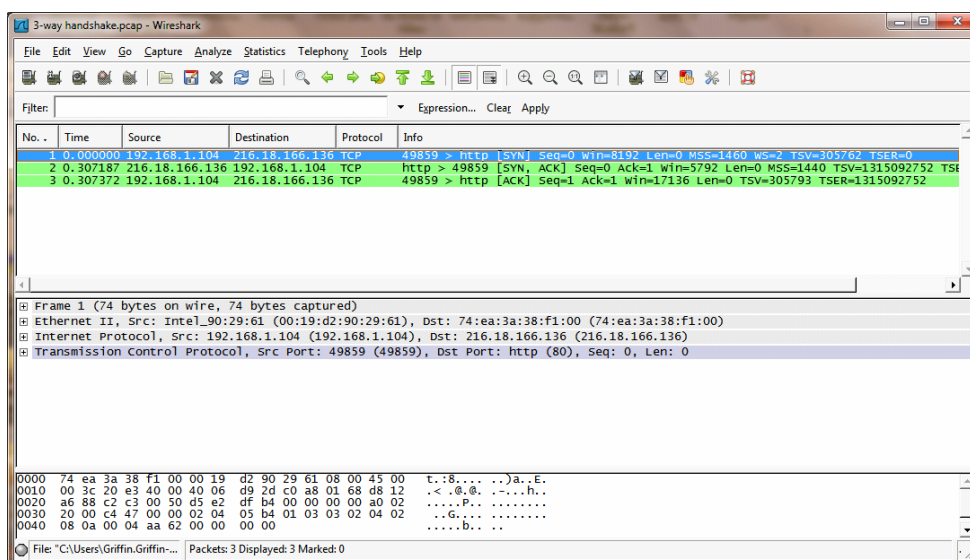 3-way handshake.pcap - Wireshark
File Edit View Go Capture Analyze Statistics Telephony Tools Help
Filter: Expression... Clear Apply
No. . Time Source Destination Protocol Info
1 0.000000 192.168.1.104 216.18.166.136 TCP 49859 > http [SYN] Seq=0 Win=8192 Len=0 MSS=1460 WS=2 TSV=305762 TSER=0
2 0.307187 216.18.166.136 192.168.1.104 TCP http > 49859 [SYN, ACK] Seq=0 Ack=1 Win=5792 Len=0 MSS=1440 TSV=1315092752 TSE
3 0.307372 192.168.1.104 216.18.166.136 TCP 49859 > http [ACK] Seq=1 Ack=1 Win=17136 Len=0 TSV=305793 TSER=1315092752
Frame 1 (74 bytes on wire, 74 bytes captured)
Ethernet II, Src: Intel_90:29:61 (00:19:d2:90:29:61), Dst: 74:ea:3a:38:f1:00 (74:ea:3a:38:f1:00)
Internet Protocol, Src: 192.168.1.104 (192.168.1.104), Dst: 216.18.166.136 (216.18.166.136)
Transmission Control Protocol, Src Port: 49859 (49859), Dst Port: http (80), Seq: 0, Len: 0
0000 74 ea 3a 38 f1 00 00 19 d2 90 29 61 08 00 45 00 t.:8.... ..)a..E.
0010 00 3c 20 e3 40 00 40 06 d9 2d c0 a8 01 68 d8 12 .< .@.@. .-...h..
0020 a6 88 c2 c3 00 50 d5 e2 df b4 00 00 00 00 a0 02 .....P.. ........
0030 20 00 c4 47 00 00 02 04 05 b4 01 03 03 02 04 02 ..G.... ........
0040 08 0a 00 04 aa 62 00 00 00 00 .....b.. ..
File: "C:\Users\Griffin.Griffin-... Packets: 3 Displayed: 3 Marked: 0